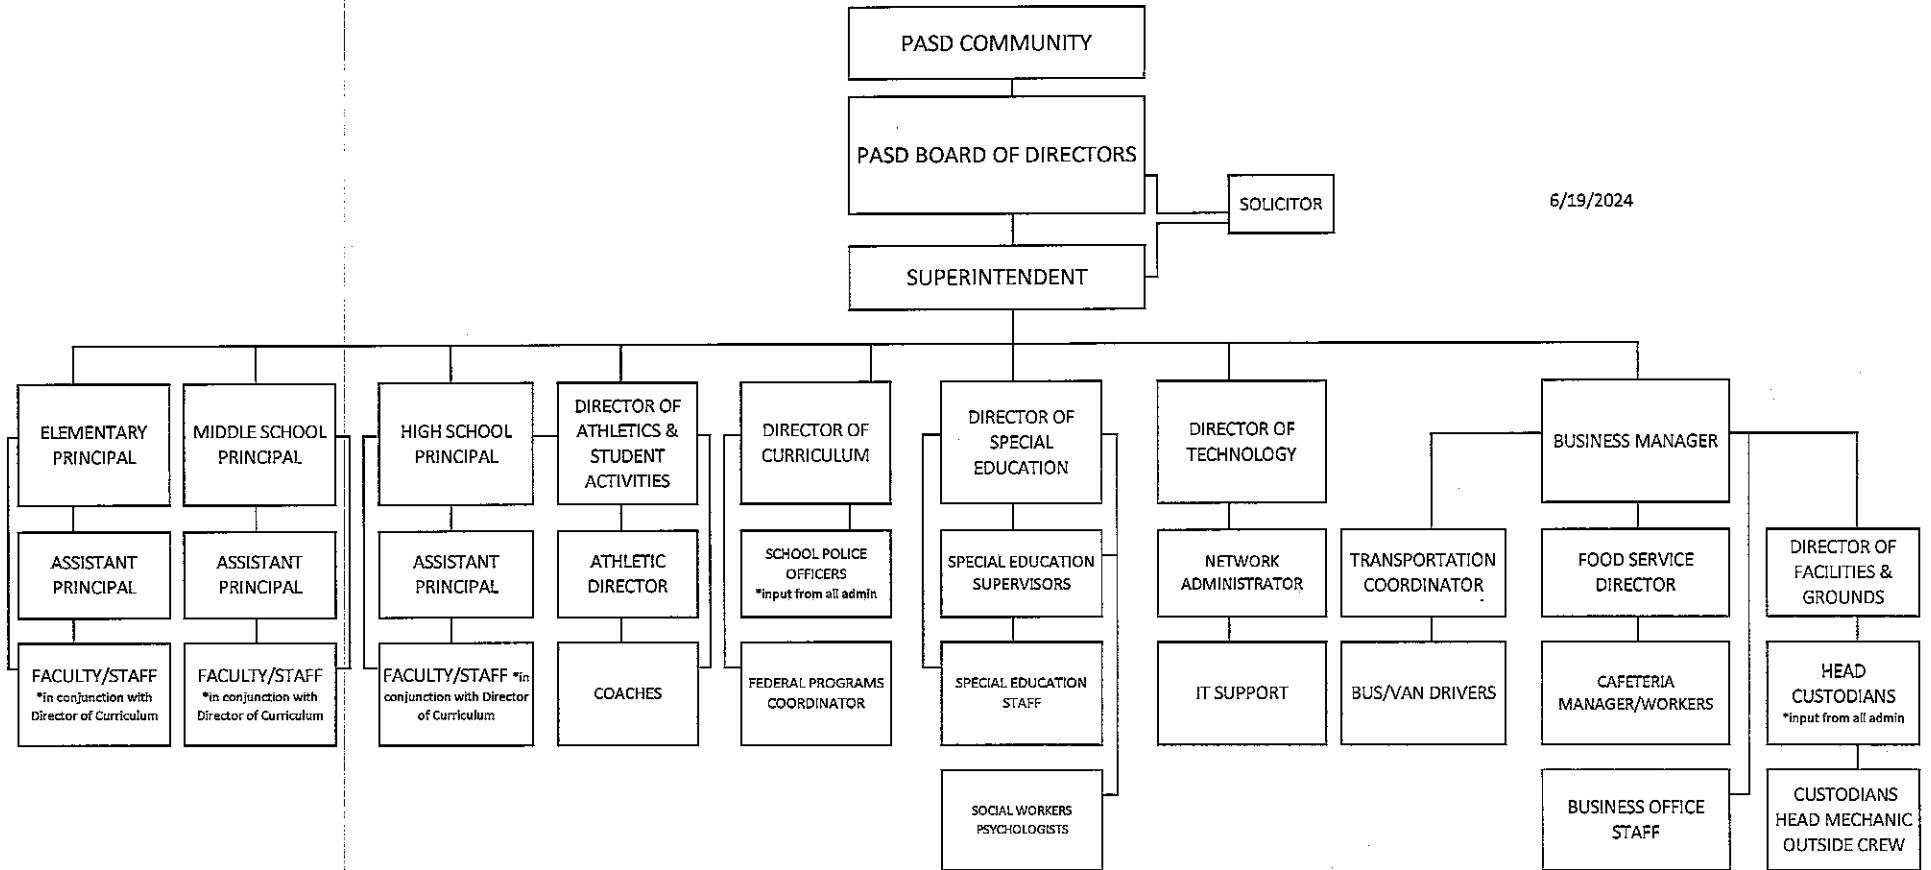 PASD COMMUNITY
PASD BOARD OF DIRECTORS
SOLICITOR
6/19/2024
SUPERINTENDENT
ELEMENTARY
PRINCIPAL
MIDDLE SCHOOL
PRINCIPAL
HIGH SCHOOL
PRINCIPAL
DIRECTOR OF
ATHLETICS &
STUDENT
ACTIVITIES
DIRECTOR OF
CURRICULUM
DIRECTOR OF
SPECIAL
EDUCATION
DIRECTOR OF
TECHNOLOGY
BUSINESS MANAGER
ASSISTANT
PRINCIPAL
ASSISTANT
PRINCIPAL
ASSISTANT
PRINCIPAL
ATHLETIC
DIRECTOR
SCHOOL POLICE
OFFICERS
*input from all admin
SPECIAL EDUCATION
SUPERVISORS
NETWORK
ADMINISTRATOR
TRANSPORTATION
COORDINATOR
FOOD SERVICE
DIRECTOR
DIRECTOR OF
FACILITIES &
GROUNDS
FACULTY/STAFF
*in conjunction with
Director of Curriculum
FACULTY/STAFF
*in conjunction with
Director of Curriculum
FACULTY/STAFF *in
conjunction with Director
of Curriculum
COACHES
FEDERAL PROGRAMS
COORDINATOR
SPECIAL EDUCATION
STAFF
IT SUPPORT
BUS/VAN DRIVERS
CAFETERIA
MANAGER/WORKERS
HEAD
CUSTODIANS
*input from all admin
SOCIAL WORKERS
PSYCHOLOGISTS
BUSINESS OFFICE
STAFF
CUSTODIANS
HEAD MECHANIC
OUTSIDE CREW